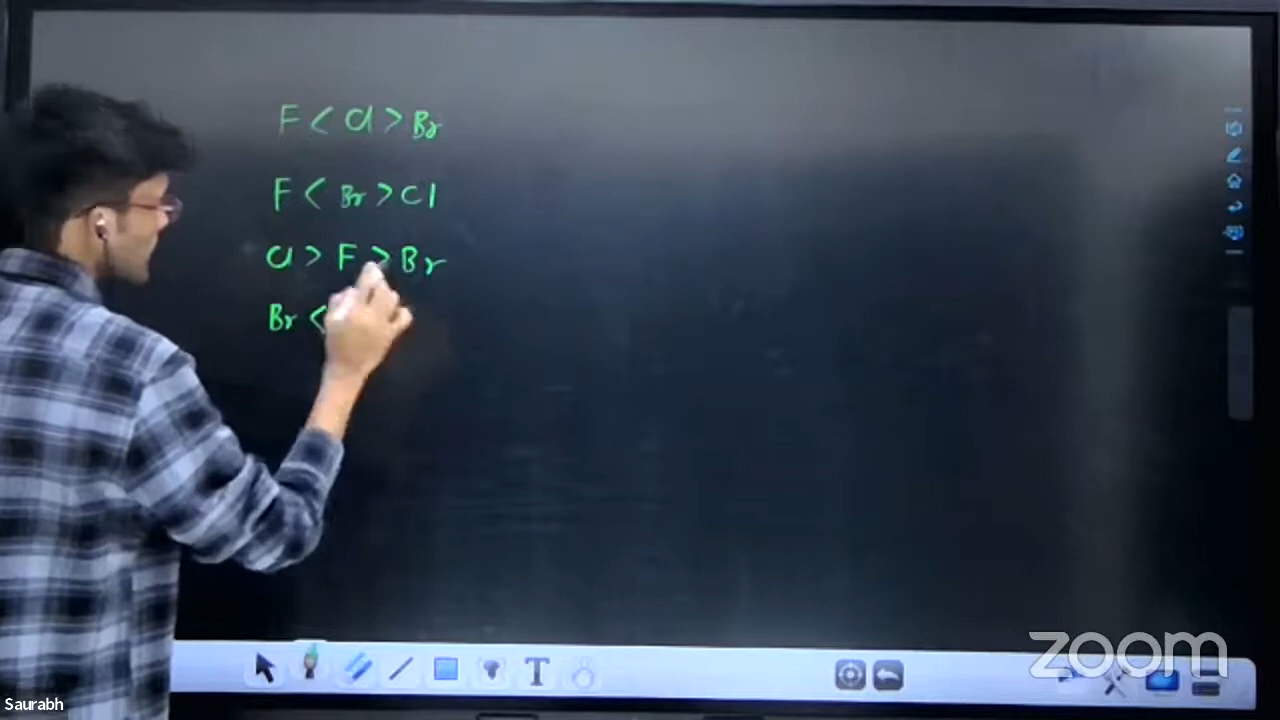 F < Cl > Br
F < Br > Cl
Cl > F > Br
Br <
zoom
T
Saurabh